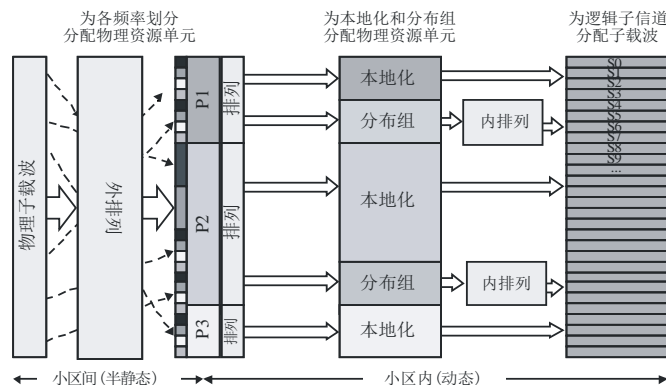 为各频率划分
分配物理资源单元
为本地化和分布组
分配物理资源单元
为逻辑子信道
分配子载波
物理子载波
外排列
P1
排列
P2
排列
P3
排列
本地化
分布组
内排列
本地化
分布组
内排列
本地化
S0
S1
S2
S3
S4
S5
S6
S7
S8
S9
...
小区间(半静态)
小区内(动态)